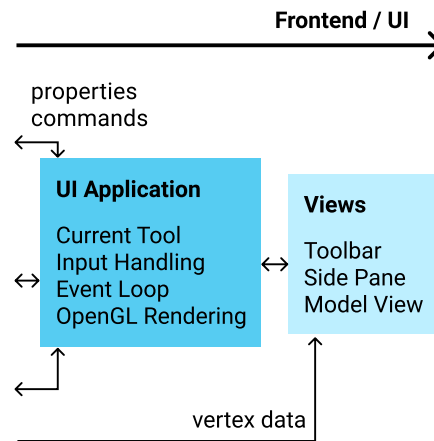 Frontend / UI
properties
commands
UI Application
Current Tool
Input Handling
Event Loop
OpenGL Rendering
Views
Toolbar
Side Pane
Model View
vertex data